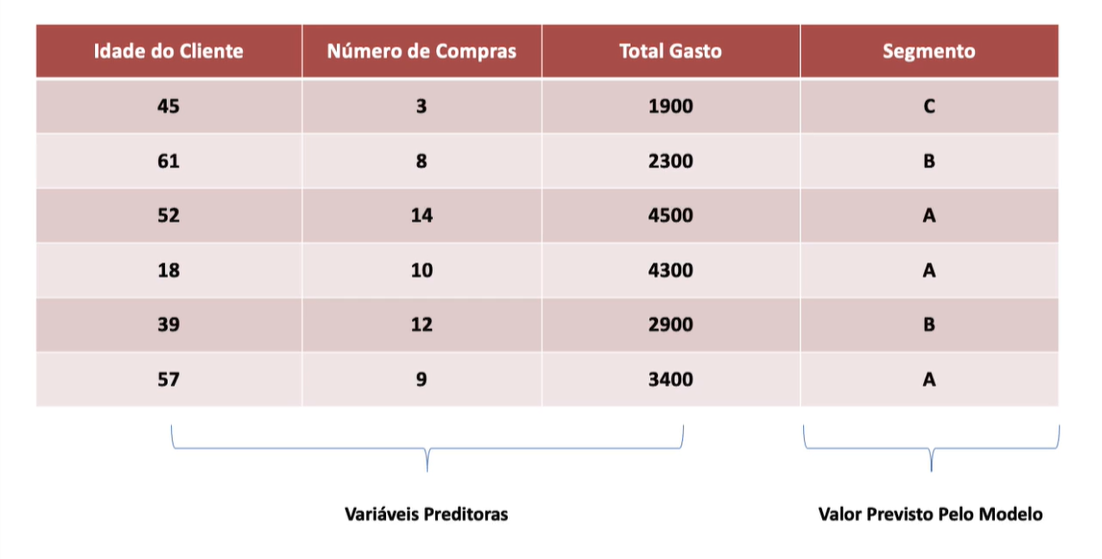 Idade do Cliente Número de Compras Total Gasto Segmento
45 3 1900 C
61 8 2300 B
52 14 4500 A
18 10 4300 A
39 12 2900 B
57 9 3400 A
Variáveis Preditoras Valor Previsto Pelo Modelo